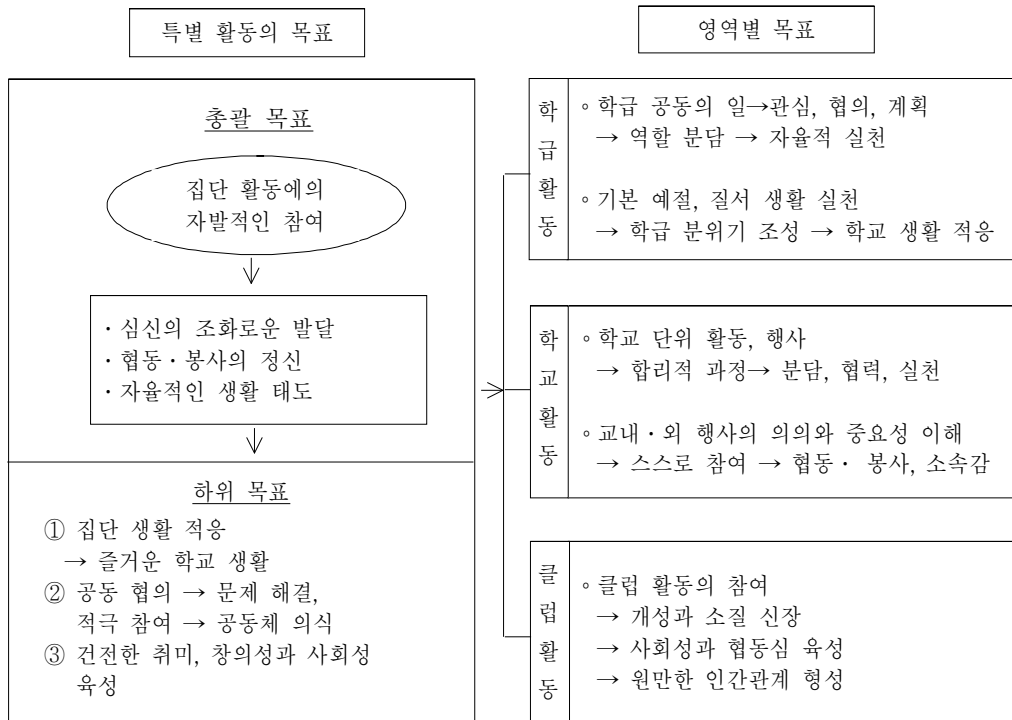 특별 활동의 목표
총괄 목표
집단 활동에의
자발적인 참여
· 심신의 조화로운 발달
· 협동·봉사의 정신
· 자율적인 생활 태도
하위 목표
① 집단 생활 적응
→ 즐거운 학교 생활
② 공동 협의 → 문제 해결,
적극 참여 → 공동체 의식
③ 건전한 취미, 창의성과 사회성
육성
영역별 목표
학급활동
◦ 학급 공동의 일→관심, 협의, 계획
→ 역할 분담 → 자율적 실천
◦ 기본 예절, 질서 생활 실천
→ 학급 분위기 조성 → 학교 생활 적응
학교활동
◦ 학교 단위 활동, 행사
→ 합리적 과정→ 분담, 협력, 실천
◦ 교내·외 행사의 의의와 중요성 이해
→ 스스로 참여 → 협동· 봉사, 소속감
클럽활동
◦ 클럽 활동의 참여
→ 개성과 소질 신장
→ 사회성과 협동심 육성
→ 원만한 인간관계 형성